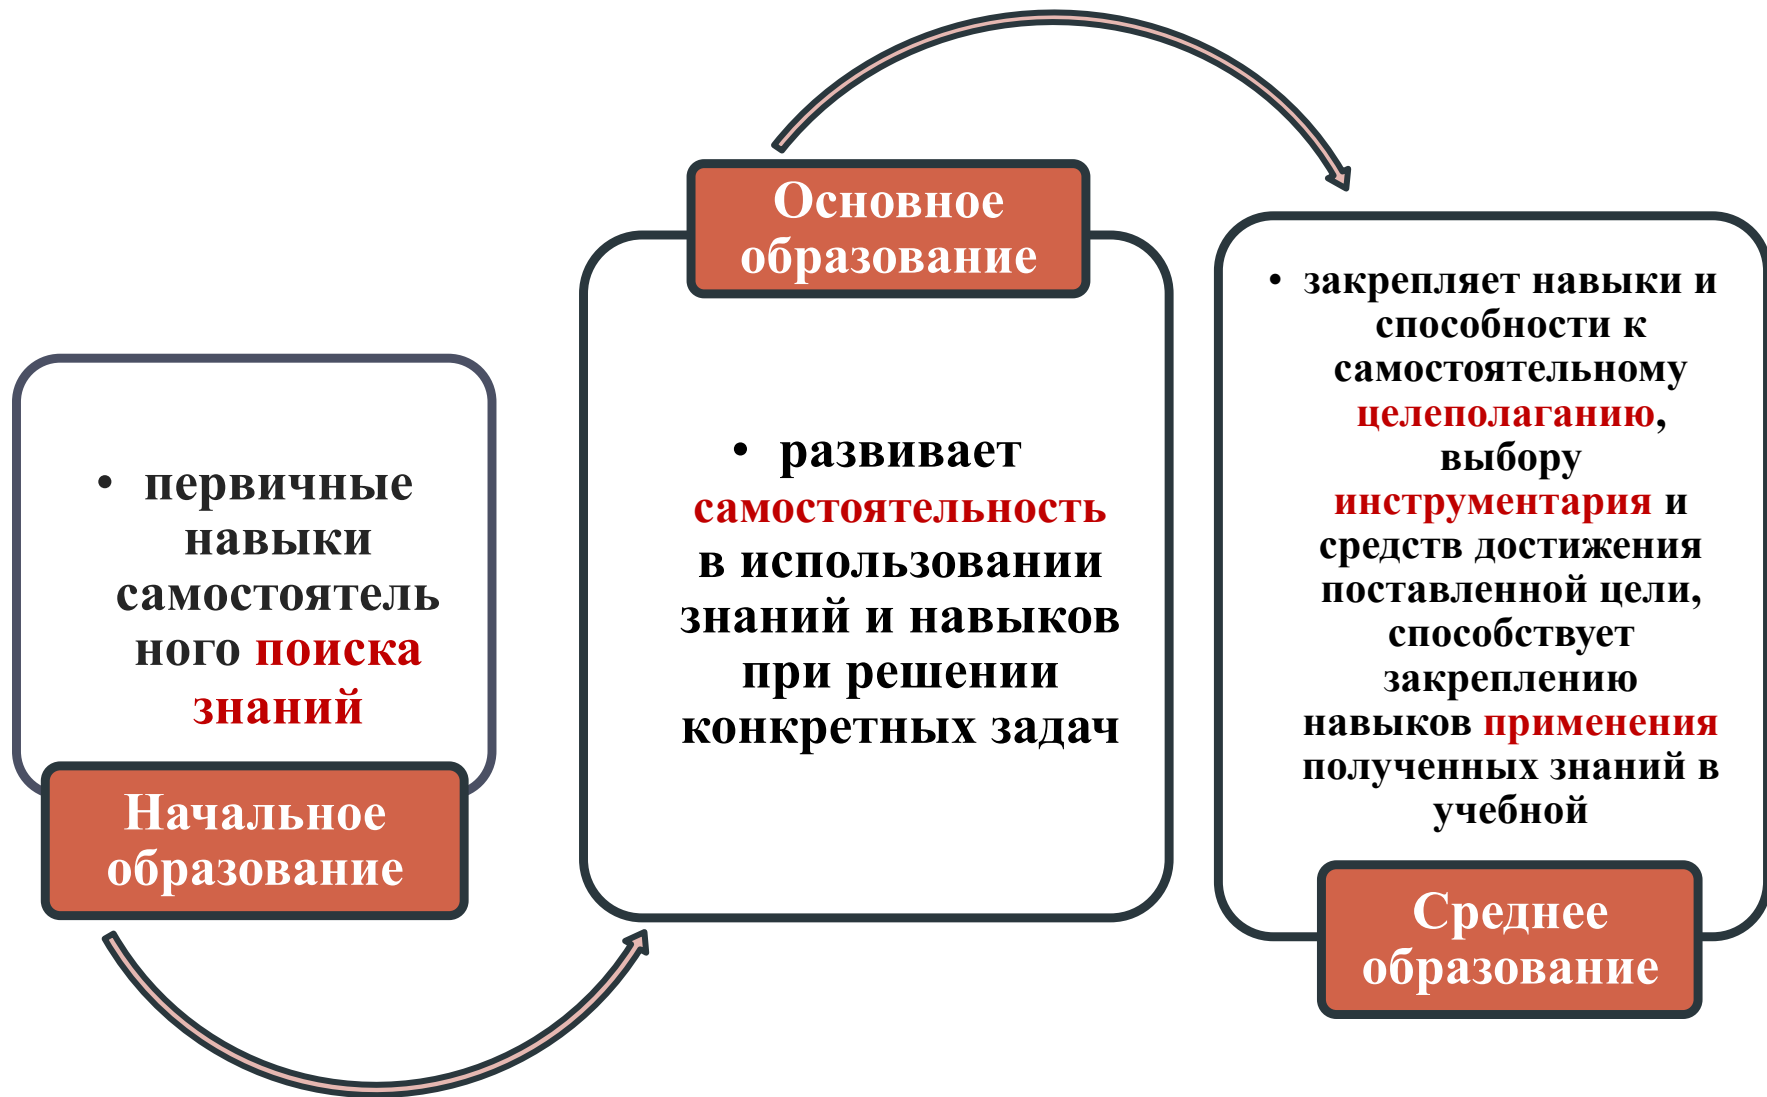 • первичные
навыки
самостоятель
ного поиска
знаний
Начальное
образование
Основное
образование
• развивает
самостоятельность
в использовании
знаний и навыков
при решении
конкретных задач
• закрепляет навыки и
способности к
самостоятельному
целеполаганию,
выбору
инструментария и
средств достижения
поставленной цели,
способствует
закреплению
навыков применения
полученных знаний в
учебной
Среднее
образование